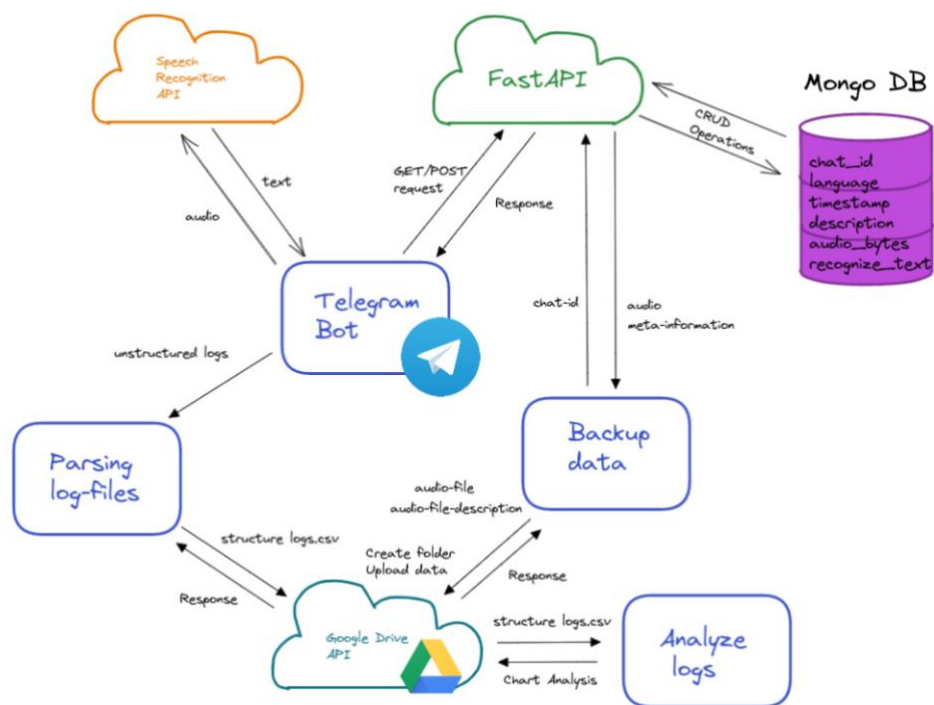 Speech
Recognition
API
FastAPI
Mongo DB
CRUD
Operations
chat_id
language
timestamp
description
audio_bytes
recognize_text
GET/POST
request
text
audio
Response
Telegram
Bot
chat-id
audio
meta-information
unstructured logs
Backup
data
Parsing
log-files
audio-file
audio-file-description
structure logs.csv
Create folder
Upload data
Response
Response
Google Drive
API
structure logs.csv
Chart Analysis
Analyze
logs